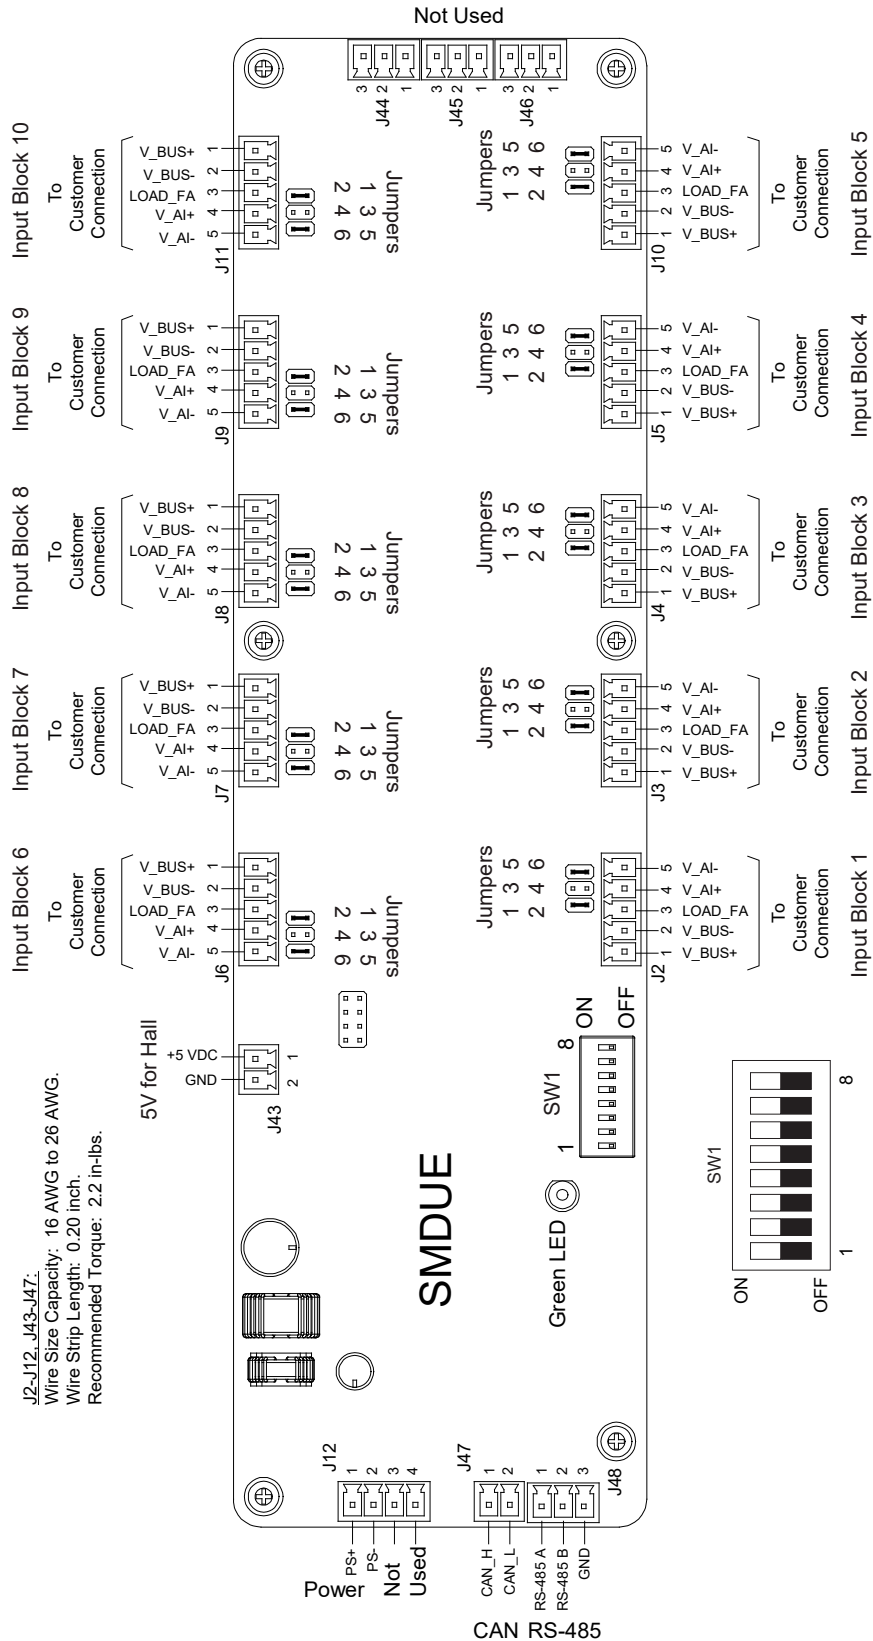 Not Used
3 2 1
J44
3 2 1
J45
3 2 1
J46
Input Block 10
To
Customer
Connection
V_BUS+ 1
V_BUS- 2
LOAD_FA 3
V_AI+ 4
V_AI- 5
J11
2 4 6
1 3 5
Jumpers
Input Block 9
To
Customer
Connection
V_BUS+ 1
V_BUS- 2
LOAD_FA 3
V_AI+ 4
V_AI- 5
J9
2 4 6
1 3 5
Jumpers
Input Block 8
To
Customer
Connection
V_BUS+ 1
V_BUS- 2
LOAD_FA 3
V_AI+ 4
V_AI- 5
J8
2 4 6
1 3 5
Jumpers
Input Block 7
To
Customer
Connection
V_BUS+ 1
V_BUS- 2
LOAD_FA 3
V_AI+ 4
V_AI- 5
J7
2 4 6
1 3 5
Jumpers
Input Block 6
To
Customer
Connection
V_BUS+ 1
V_BUS- 2
LOAD_FA 3
V_AI+ 4
V_AI- 5
J6
2 4 6
1 3 5
Jumpers
Jumpers
1 3 5
2 4 6
5 V_AI-
4 V_AI+
3 LOAD_FA
2 V_BUS-
1 V_BUS+
J10
To
Customer
Connection
Input Block 5
Jumpers
1 3 5
2 4 6
5 V_AI-
4 V_AI+
3 LOAD_FA
2 V_BUS-
1 V_BUS+
J5
To
Customer
Connection
Input Block 4
Jumpers
1 3 5
2 4 6
5 V_AI-
4 V_AI+
3 LOAD_FA
2 V_BUS-
1 V_BUS+
J4
To
Customer
Connection
Input Block 3
Jumpers
1 3 5
2 4 6
5 V_AI-
4 V_AI+
3 LOAD_FA
2 V_BUS-
1 V_BUS+
J3
To
Customer
Connection
Input Block 2
Jumpers
1 3 5
2 4 6
5 V_AI-
4 V_AI+
3 LOAD_FA
2 V_BUS-
1 V_BUS+
J2
To
Customer
Connection
Input Block 1
5V for Hall
+5 VDC 1
GND 2
J43
J2-J12, J43-J47:
Wire Size Capacity: 16 AWG to 26 AWG.
Wire Strip Length: 0.20 inch.
Recommended Torque: 2.2 in-lbs.
SMDUE
Green LED
SW1
1 8
ON
OFF
SW1
ON
OFF
1 8
J12
1 2 3 4
PS+
PS-
Power
Not
Used
J47
1 2
CAN_H
CAN_L
1 2 3
J48
RS-485 A
RS-485 B
GND
CAN RS-485